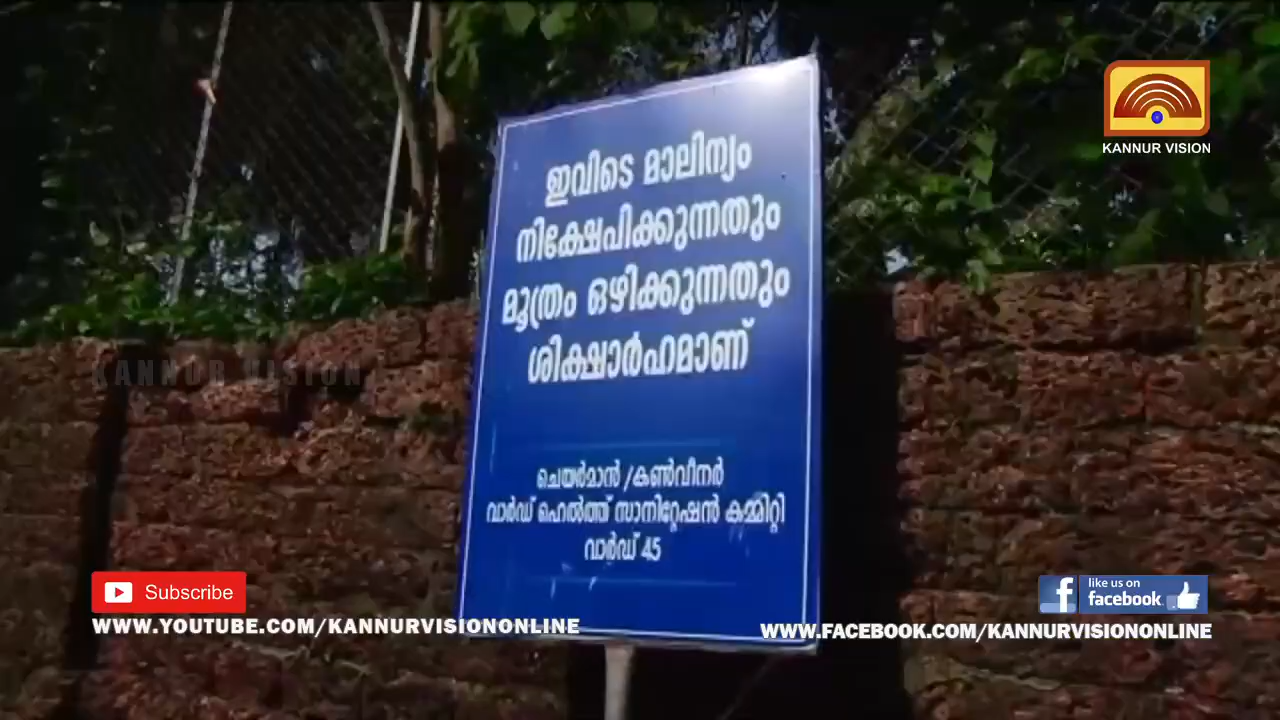 KANNUR VISION
ഇവിടെ മാലിന്യം
നിക്ഷേപിക്കുന്നതും
മൂത്രം ഒഴിക്കുന്നതും
ശിക്ഷാർഹമാണ്
KANNUR VISION
ചെയർമാൻ /കൺവീനർ
വാർഡ് ഹെൽത്ത് സാനിറ്റേഷൻ കമ്മിറ്റി
വാർഡ് 45
Subscribe
WWW.YOUTUBE.COM/KANNURVISIONONLINE
like us on
facebook
WWW.FACEBOOK.COM/KANNURVISIONONLINE